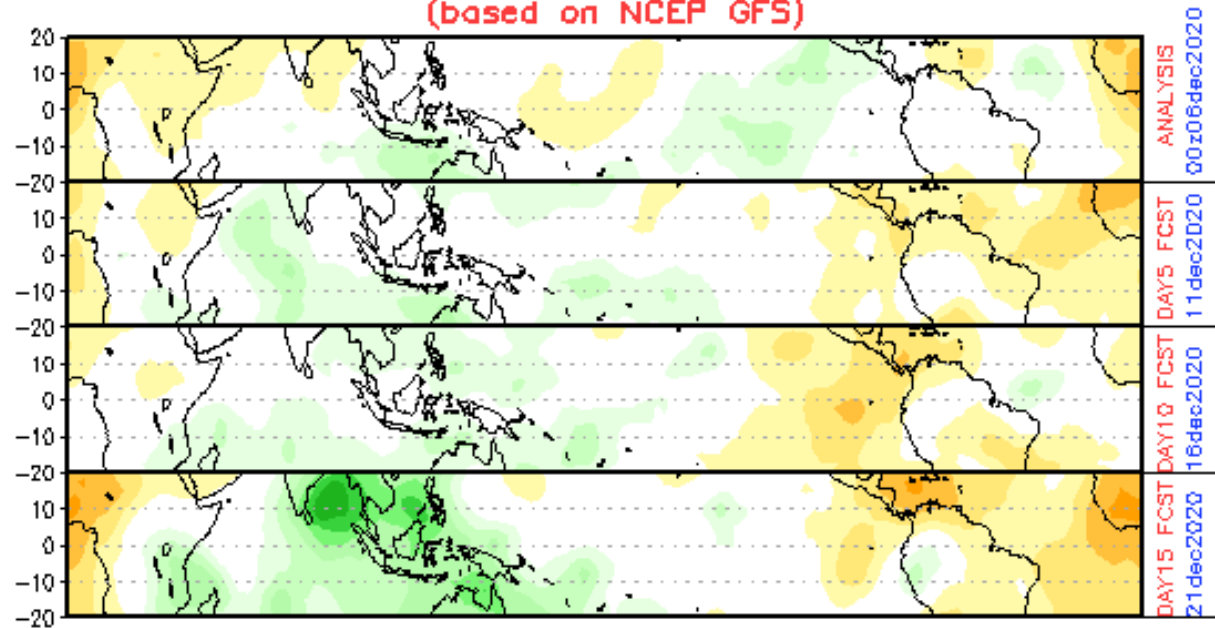 (based on NCEP GFS)
20
10
0
-10
-20
ANALYSIS
00z06dec2020
10
0
-10
-20
DAY5 FCST
11dec2020
10
0
-10
-20
DAY10 FCST
16dec2020
10
0
-10
-20
DAY15 FCST
21dec2020